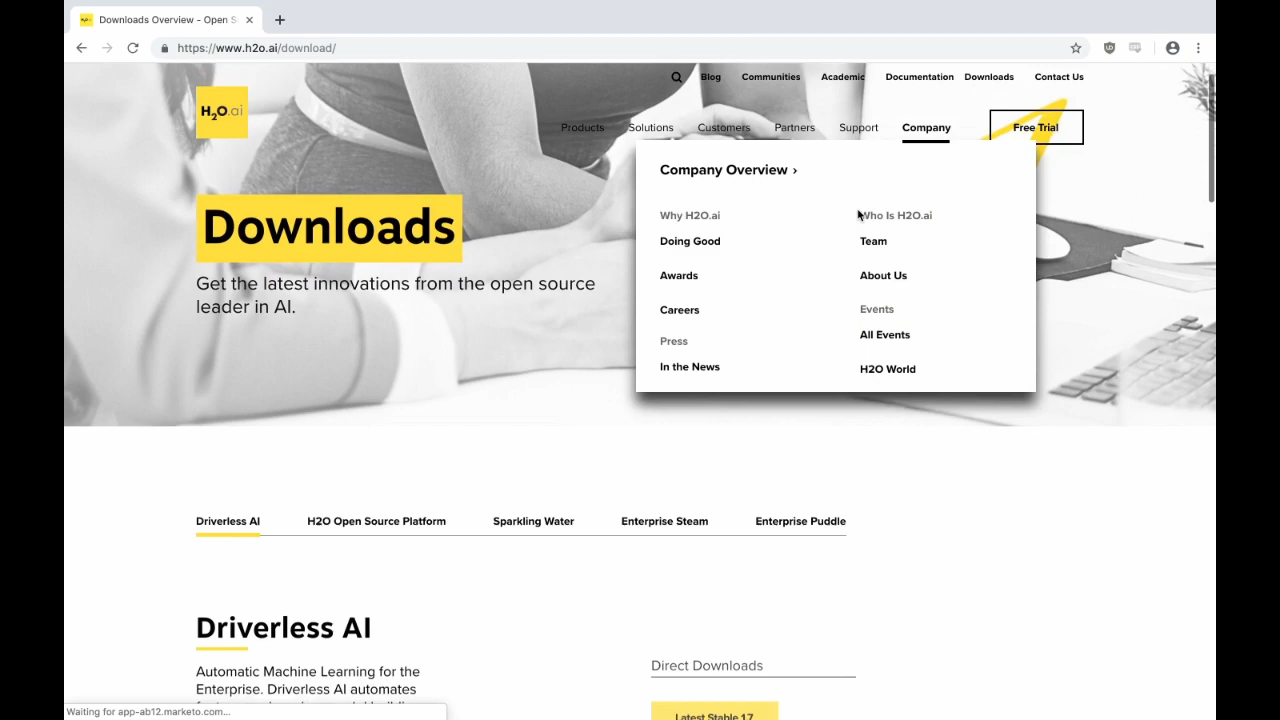 Downloads Overview - Open S
https://www.h2o.ai/download/
Blog Communities Academic Documentation Downloads Contact Us
H2O.ai
Products Solutions Customers Partners Support Company Free Trial
Company Overview ›
Why H2O.ai
Doing Good
Awards
Careers
Press
In the News
Who Is H2O.ai
Team
About Us
Events
All Events
H2O World
Downloads
Get the latest innovations from the open source
leader in AI.
Driverless AI H2O Open Source Platform Sparkling Water Enterprise Steam Enterprise Puddle
Driverless AI
Automatic Machine Learning for the
Enterprise. Driverless AI automates
Direct Downloads
Latest Stable 1.7
Waiting for app-ab12.marketo.com...